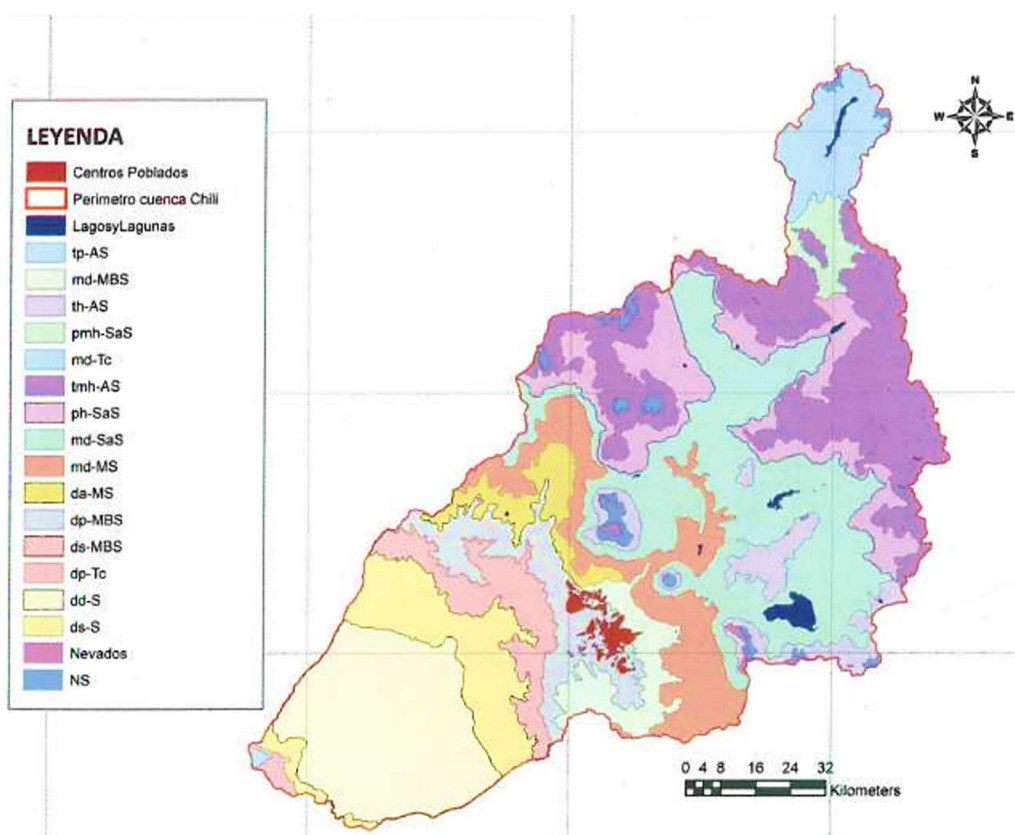 LEYENDA
Centros Poblados
Perimetro cuenca Chili
LagosyLagunas
tp-AS
md-MBS
th-AS
pmh-SaS
md-Tc
tmh-AS
ph-SaS
md-SaS
md-MS
da-MS
dp-MBS
ds-MBS
dp-Tc
dd-S
ds-S
Nevados
NS
N
W E
S
0 4 8 16 24 32
Kilometers